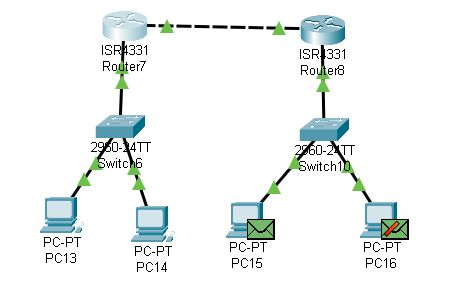 ISR4331
Router7
ISR4331
Router8
2960-24TT
Switch6
2960-24TT
Switch10
PC-PT
PC13
PC-PT
PC14
PC-PT
PC15
PC-PT
PC16